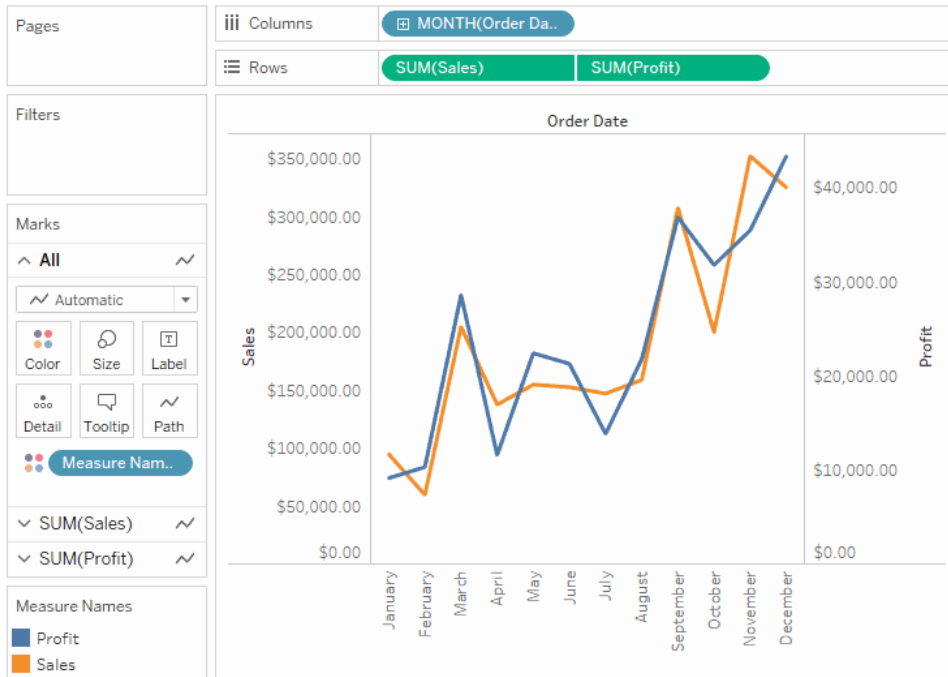 Pages
Columns
MONTH(Order Da..
Rows
SUM(Sales)
SUM(Profit)
Filters
Marks
All
Automatic
Color
Size
T
Label
Detail
Tooltip
Path
Measure Nam..
SUM(Sales)
SUM(Profit)
Measure Names
Profit
Sales
Order Date
Sales
$350,000.00
$300,000.00
$250,000.00
$200,000.00
$150,000.00
$100,000.00
$50,000.00
$0.00
$40,000.00
$30,000.00
$20,000.00
$10,000.00
$0.00
Profit
January
February
March
April
May
June
July
August
September
October
November
December